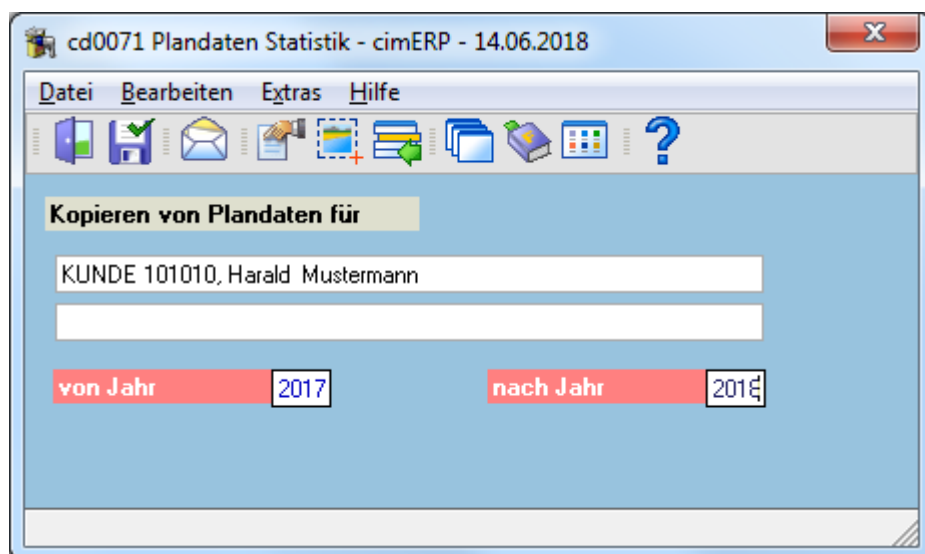 cd0071 Plandaten Statistik - cimERP - 14.06.2018
Datei Bearbeiten Extras Hilfe
Kopieren von Plandaten für
KUNDE 101010, Harald Mustermann
von Jahr 2017 nach Jahr 2018